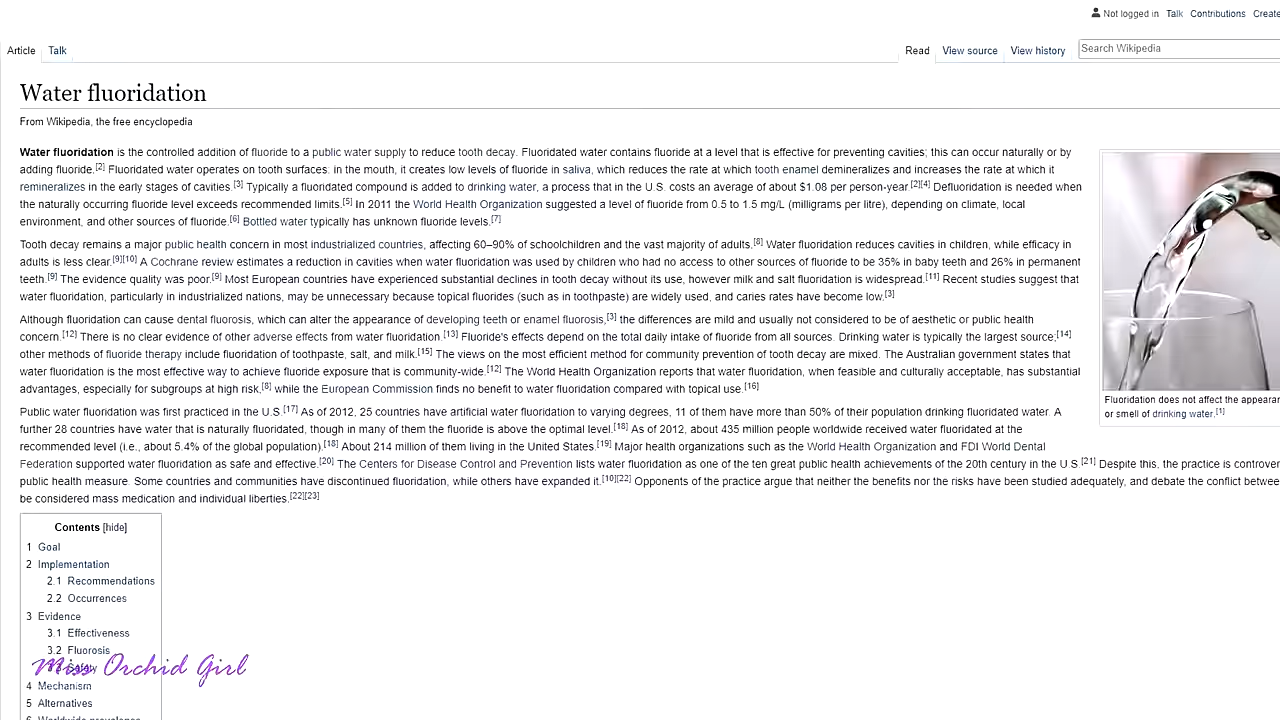 Not logged in Talk Contributions Create
Article Talk Read View source View history Search Wikipedia
Water fluoridation
From Wikipedia, the free encyclopedia
Water fluoridation is the controlled addition of fluoride to a public water supply to reduce tooth decay. Fluoridated water contains fluoride at a level that is effective for preventing cavities; this can occur naturally or by
adding fluoride.[2] Fluoridated water operates on tooth surfaces: in the mouth, it creates low levels of fluoride in saliva, which reduces the rate at which tooth enamel demineralizes and increases the rate at which it
remineralizes in the early stages of cavities.[3] Typically a fluoridated compound is added to drinking water, a process that in the U.S. costs an average of about $1.08 per person-year.[2][4] Defluoridation is needed when
the naturally occurring fluoride level exceeds recommended limits.[5] In 2011 the World Health Organization suggested a level of fluoride from 0.5 to 1.5 mg/L (milligrams per litre), depending on climate, local
environment, and other sources of fluoride.[6] Bottled water typically has unknown fluoride levels.[7]
Tooth decay remains a major public health concern in most industrialized countries, affecting 60–90% of schoolchildren and the vast majority of adults.[8] Water fluoridation reduces cavities in children, while efficacy in
adults is less clear.[9][10] A Cochrane review estimates a reduction in cavities when water fluoridation was used by children who had no access to other sources of fluoride to be 35% in baby teeth and 26% in permanent
teeth.[9] The evidence quality was poor.[9] Most European countries have experienced substantial declines in tooth decay without its use, however milk and salt fluoridation is widespread.[11] Recent studies suggest that
water fluoridation, particularly in industrialized nations, may be unnecessary because topical fluorides (such as in toothpaste) are widely used, and caries rates have become low.[3]
Although fluoridation can cause dental fluorosis, which can alter the appearance of developing teeth or enamel fluorosis,[3] the differences are mild and usually not considered to be of aesthetic or public health
concern.[12] There is no clear evidence of other adverse effects from water fluoridation.[13] Fluoride's effects depend on the total daily intake of fluoride from all sources. Drinking water is typically the largest source;[14]
other methods of fluoride therapy include fluoridation of toothpaste, salt, and milk.[15] The views on the most efficient method for community prevention of tooth decay are mixed. The Australian government states that
water fluoridation is the most effective way to achieve fluoride exposure that is community-wide.[12] The World Health Organization reports that water fluoridation, when feasible and culturally acceptable, has substantial
advantages, especially for subgroups at high risk,[8] while the European Commission finds no benefit to water fluoridation compared with topical use.[16]
Public water fluoridation was first practiced in the U.S.[17] As of 2012, 25 countries have artificial water fluoridation to varying degrees, 11 of them have more than 50% of their population drinking fluoridated water. A
further 28 countries have water that is naturally fluoridated, though in many of them the fluoride is above the optimal level.[18] As of 2012, about 435 million people worldwide received water fluoridated at the
recommended level (i.e., about 5.4% of the global population).[18] About 214 million of them living in the United States.[19] Major health organizations such as the World Health Organization and FDI World Dental
Federation supported water fluoridation as safe and effective.[20] The Centers for Disease Control and Prevention lists water fluoridation as one of the ten great public health achievements of the 20th century in the U.S.[21] Despite this, the practice is controver
public health measure. Some countries and communities have discontinued fluoridation, while others have expanded it.[10][22] Opponents of the practice argue that neither the benefits nor the risks have been studied adequately, and debate the conflict betwee
be considered mass medication and individual liberties.[22][23]
Fluoridation does not affect the appearan
or smell of drinking water.[1]
Contents [hide]
1 Goal
2 Implementation
2.1 Recommendations
2.2 Occurrences
3 Evidence
3.1 Effectiveness
3.2 Fluorosis
3.3 Safety
Miss Orchid Girl
4 Mechanism
5 Alternatives
6 Worldwide prevalence